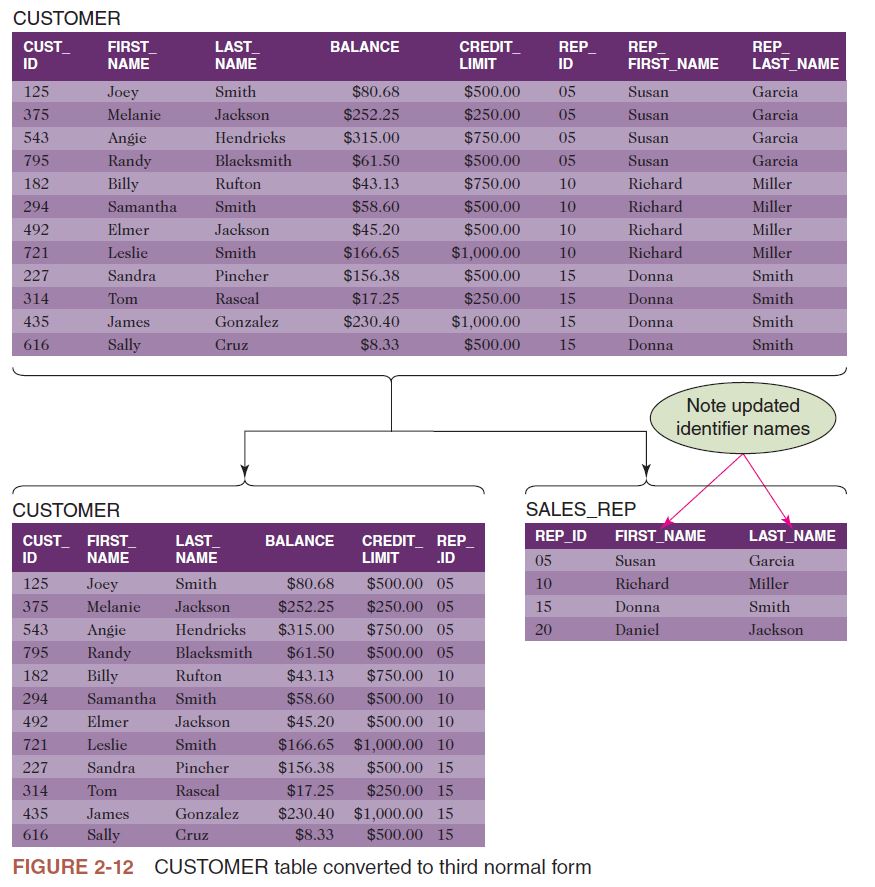 CUSTOMER
CUST_ FIRST_ LAST_ BALANCE CREDIT_ REP_ REP_ REP_
ID NAME NAME LIMIT ID FIRST_NAME LAST_NAME
125 Joey Smith $80.68 $500.00 05 Susan Garcia
375 Melanie Jackson $252.25 $250.00 05 Susan Garcia
543 Angie Hendricks $315.00 $750.00 05 Susan Garcia
795 Randy Blacksmith $61.50 $500.00 05 Susan Garcia
182 Billy Rufton $43.13 $750.00 10 Richard Miller
294 Samantha Smith $58.60 $500.00 10 Richard Miller
492 Elmer Jackson $45.20 $500.00 10 Richard Miller
721 Leslie Smith $166.65 $1,000.00 10 Richard Miller
227 Sandra Pincher $156.38 $500.00 15 Donna Smith
314 Tom Rascal $17.25 $250.00 15 Donna Smith
435 James Gonzalez $230.40 $1,000.00 15 Donna Smith
616 Sally Cruz $8.33 $500.00 15 Donna Smith
Note updated
identifier names
CUSTOMER
CUST_ FIRST_ LAST_ BALANCE CREDIT_ REP_
ID NAME NAME LIMIT .ID
125 Joey Smith $80.68 $500.00 05
375 Melanie Jackson $252.25 $250.00 05
543 Angie Hendricks $315.00 $750.00 05
795 Randy Blacksmith $61.50 $500.00 05
182 Billy Rufton $43.13 $750.00 10
294 Samantha Smith $58.60 $500.00 10
492 Elmer Jackson $45.20 $500.00 10
721 Leslie Smith $166.65 $1,000.00 10
227 Sandra Pincher $156.38 $500.00 15
314 Tom Rascal $17.25 $250.00 15
435 James Gonzalez $230.40 $1,000.00 15
616 Sally Cruz $8.33 $500.00 15
SALES_REP
REP_ID FIRST_NAME LAST_NAME
05 Susan Garcia
10 Richard Miller
15 Donna Smith
20 Daniel Jackson
FIGURE 2-12 CUSTOMER table converted to third normal form